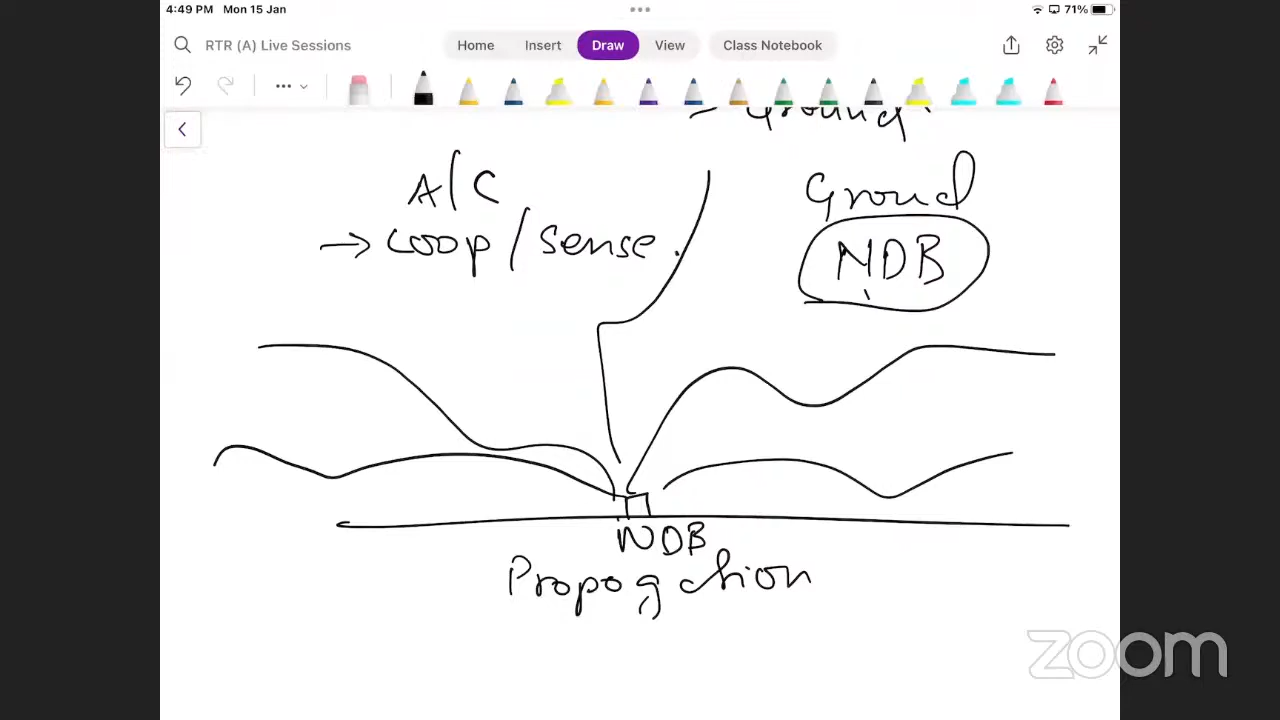 4:49 PM Mon 15 Jan
71%
RTR (A) Live Sessions
Home Insert Draw View Class Notebook
→ Ground.
A/C
Ground
→ Loop / Sense.
NDB
NDB
Propogation
zoom